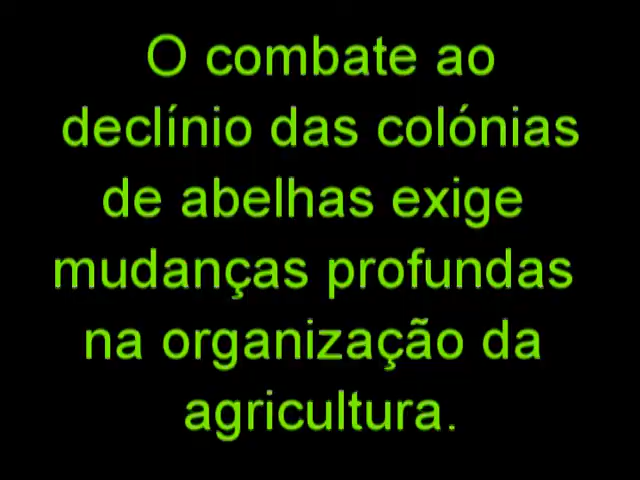 O combate ao
declínio das colónias
de abelhas exige
mudanças profundas
na organização da
agricultura.